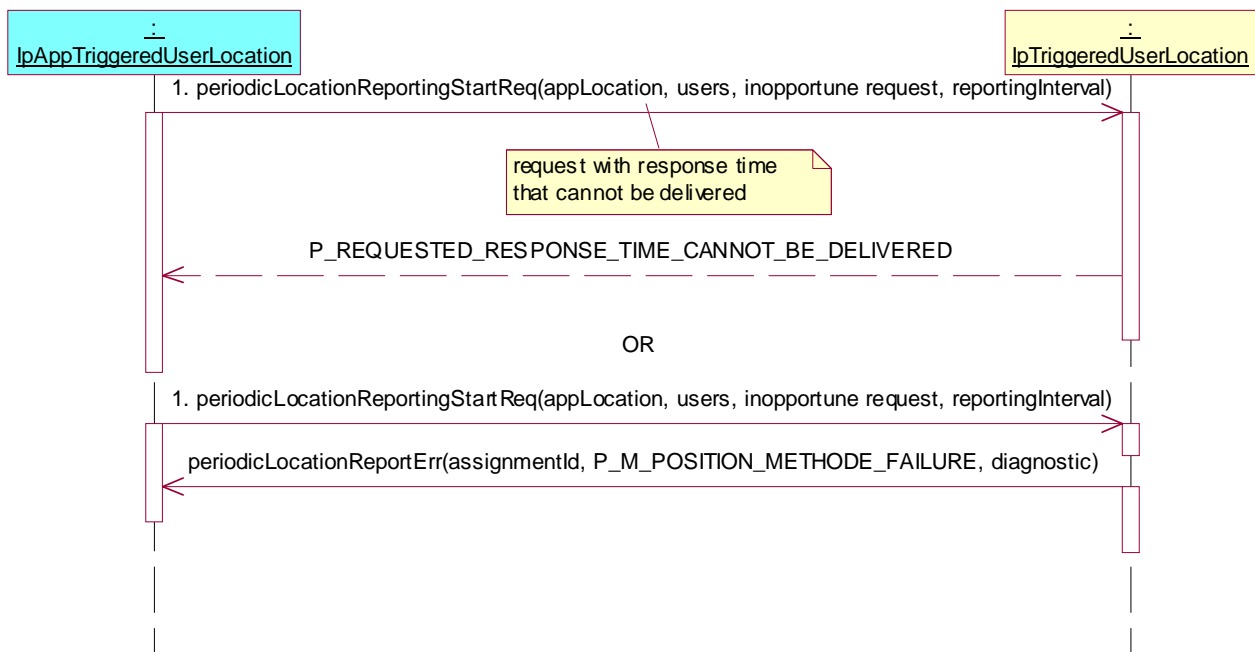 :
IpAppTriggeredUserLocation
:
IpTriggeredUserLocation
1. periodicLocationReportingStartReq(appLocation, users, inopportune request, reportingInterval)
request with response time
that cannot be delivered
P_REQUESTED_RESPONSE_TIME_CANNOT_BE_DELIVERED
OR
1. periodicLocationReportingStartReq(appLocation, users, inopportune request, reportingInterval)
periodicLocationReportErr(assignmentId, P_M_POSITION_METHODE_FAILURE, diagnostic)